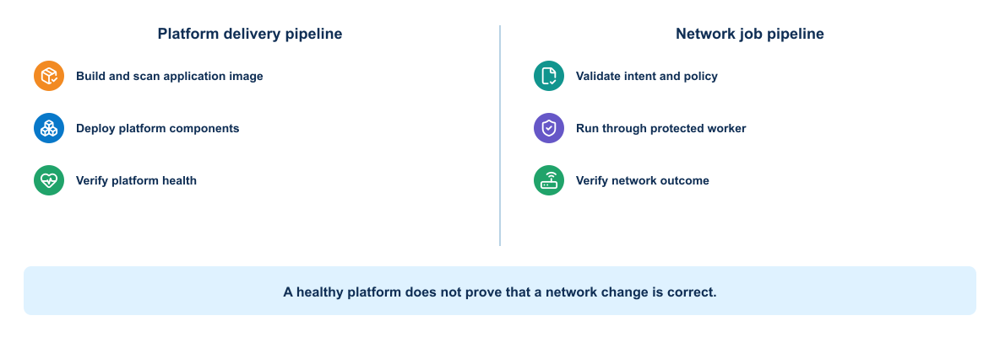 Platform delivery pipeline
Build and scan application image
Deploy platform components
Verify platform health
Network job pipeline
Validate intent and policy
Run through protected worker
Verify network outcome
A healthy platform does not prove that a network change is correct.